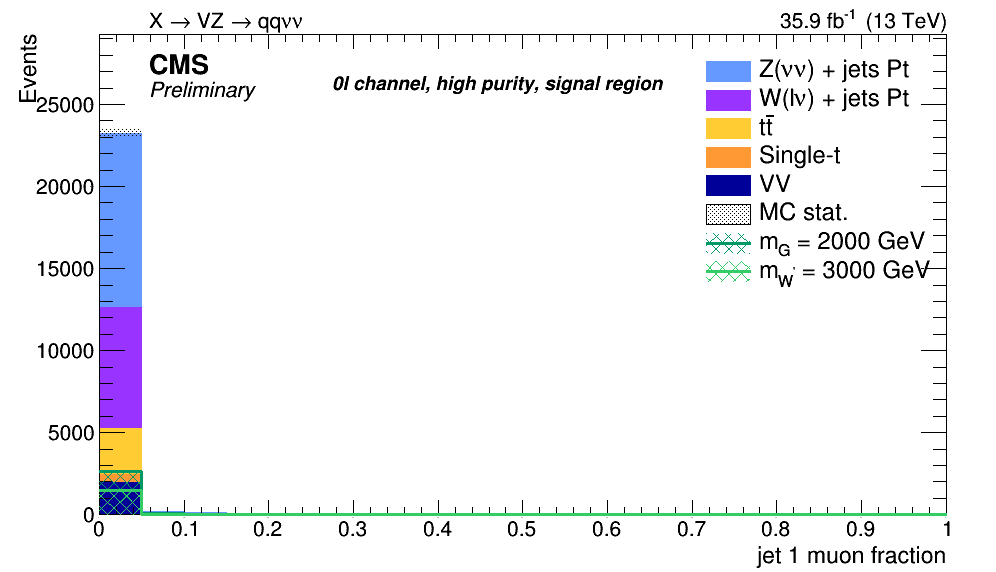 X → VZ → qqνν
35.9 fb⁻¹ (13 TeV)
Events
CMS
Preliminary
0l channel, high purity, signal region
Z(νν) + jets Pt
W(lν) + jets Pt
tt̄
Single-t
VV
MC stat.
m_G = 2000 GeV
m_W' = 3000 GeV
25000
20000
15000
10000
5000
0
0 0.1 0.2 0.3 0.4 0.5 0.6 0.7 0.8 0.9 1
jet 1 muon fraction